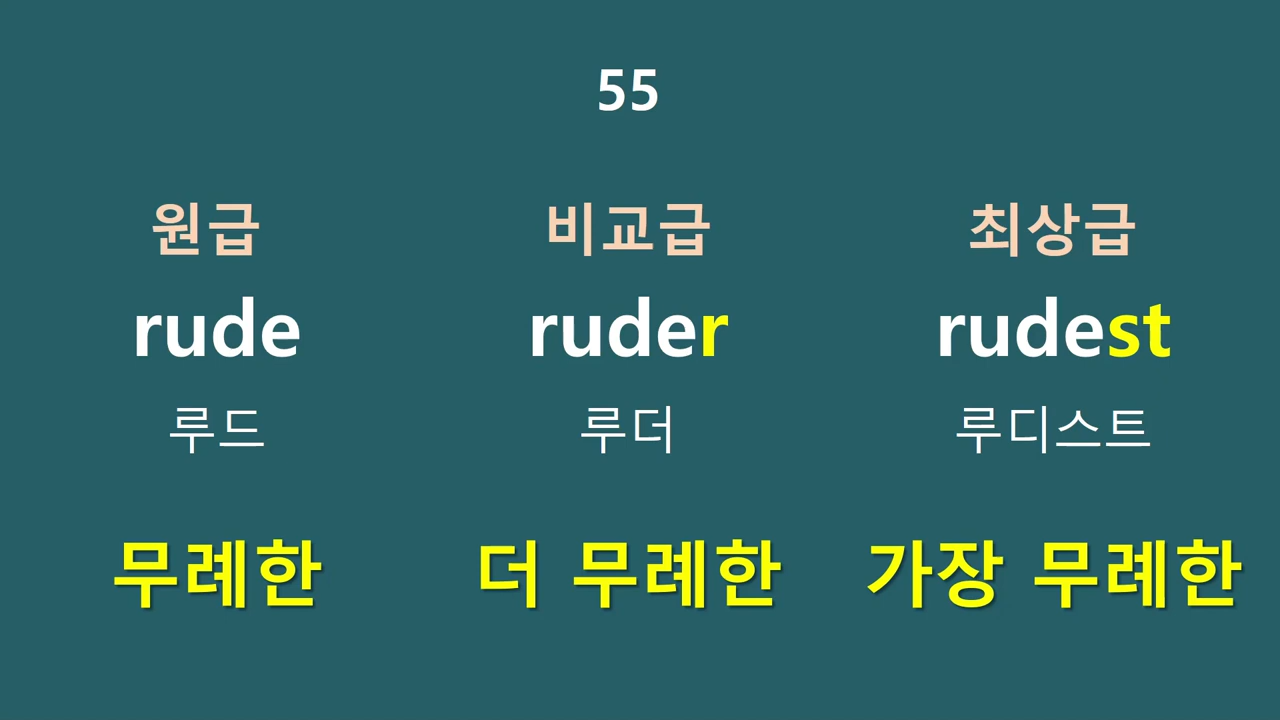 55
원급 비교급 최상급
rude ruder rudest
루드 루더 루디스트
무례한 더 무례한 가장 무례한